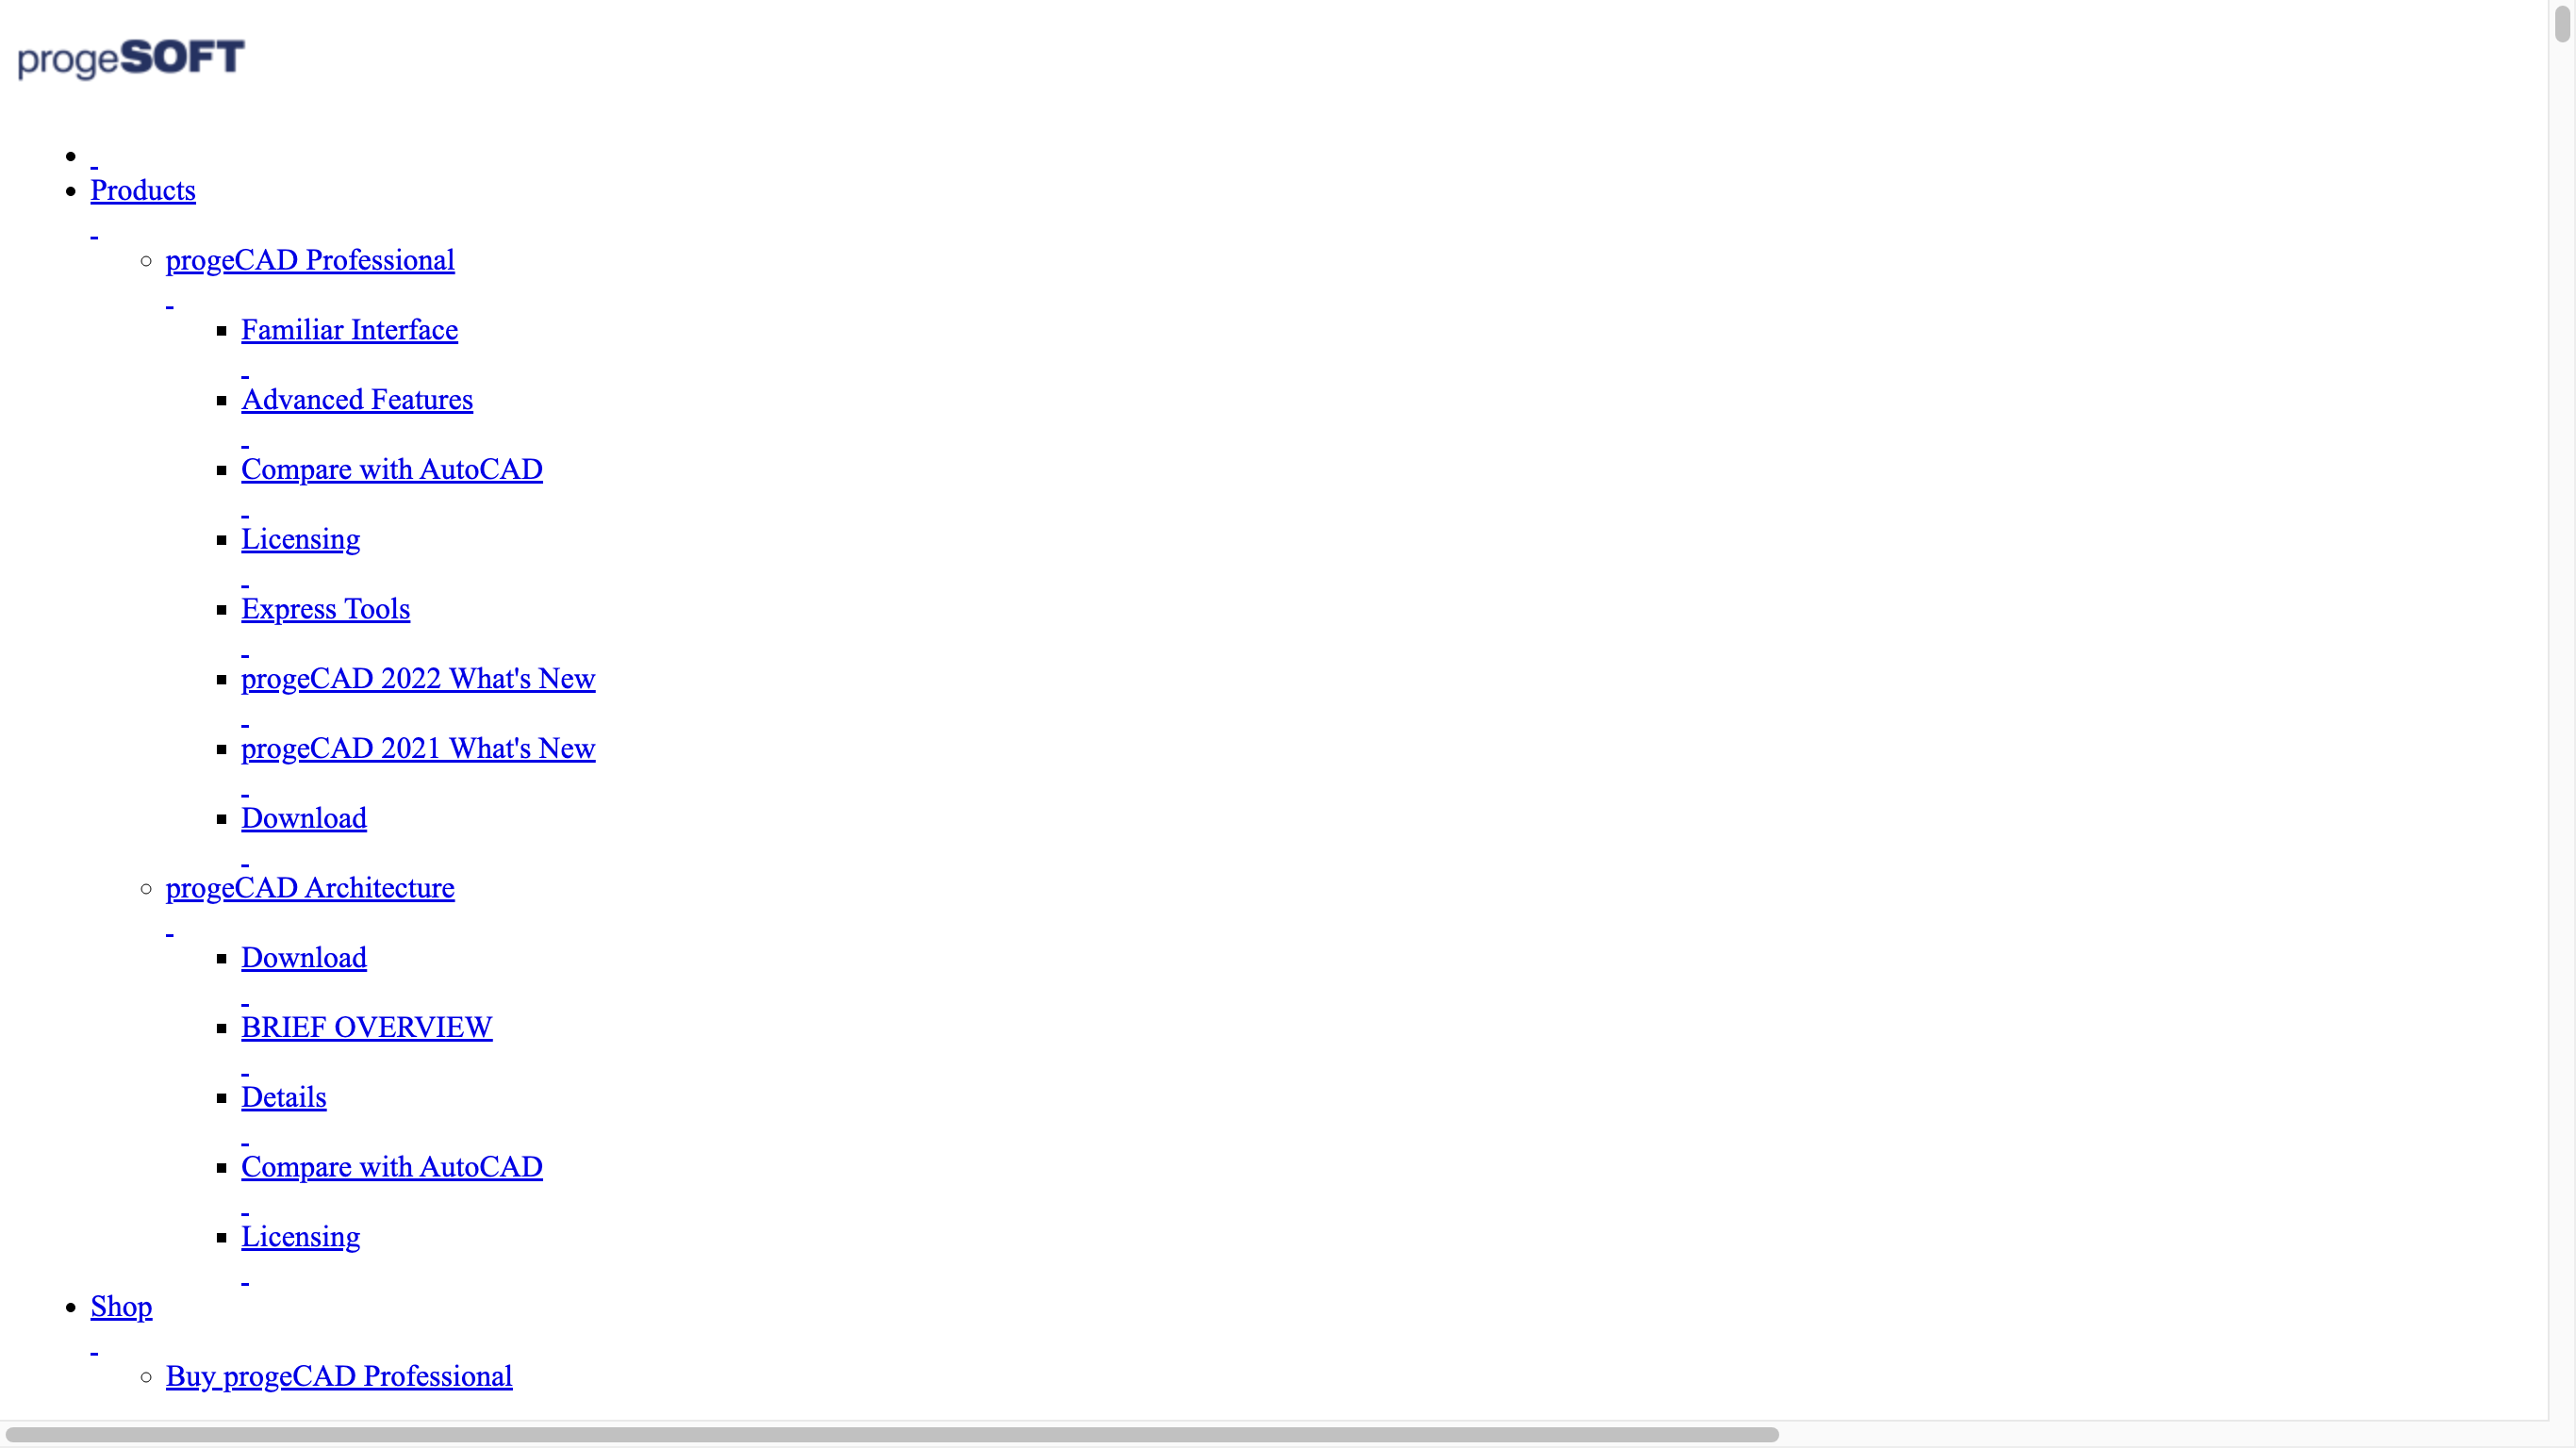 progeSOFT
Products
progeCAD Professional
Familiar Interface
Advanced Features
Compare with AutoCAD
Licensing
Express Tools
progeCAD 2022 What's New
progeCAD 2021 What's New
Download
progeCAD Architecture
Download
BRIEF OVERVIEW
Details
Compare with AutoCAD
Licensing
Shop
Buy progeCAD Professional